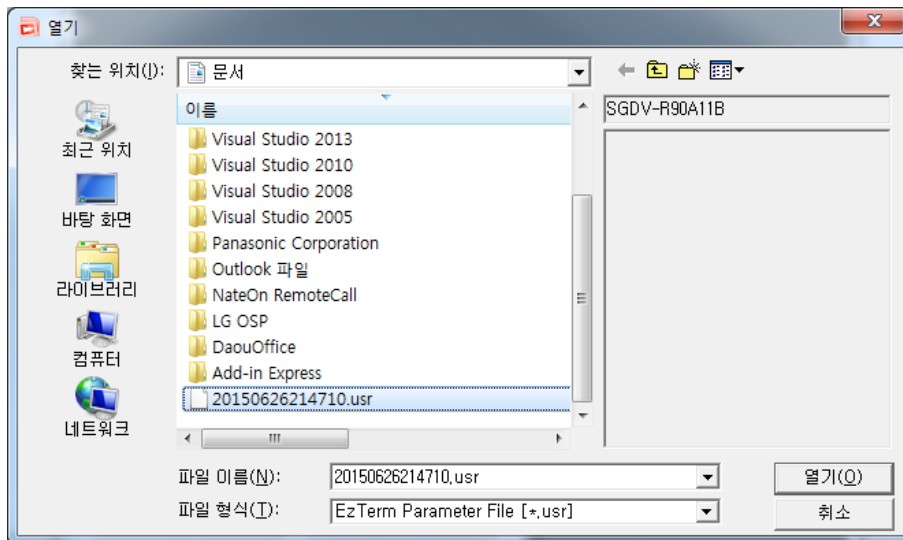 열기
찾는 위치(I):
문서
최근 위치
바탕 화면
라이브러리
컴퓨터
네트워크
이름
Visual Studio 2013
Visual Studio 2010
Visual Studio 2008
Visual Studio 2005
Panasonic Corporation
Outlook 파일
NateOn RemoteCall
LG OSP
DaouOffice
Add-in Express
20150626214710.usr
SGDV-R90A11B
파일 이름(N):
20150626214710,usr
열기(O)
파일 형식(T):
EzTerm Parameter File [*,usr]
취소